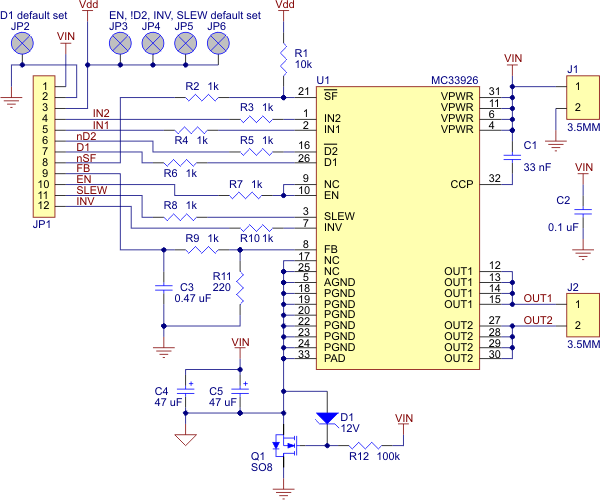 D1 default set
JP2
EN, !D2, INV, SLEW default set
JP3 JP4 JP5 JP6
Vdd
Vdd
VIN
R1
10k
U1
MC33926
VIN
J1
1
2
3.5MM
JP1
1
2
3
4
5
6
7
8
9
10
11
12
IN2
IN1
nD2
D1
nSF
FB
EN
SLEW
INV
R2 1k
R3 1k
R4 1k
R5 1k
R6 1k
R7 1k
R8 1k
R9 1k
R10 1k
R11
220
C3
0.47 uF
21 SF
1 IN2
2 IN1
16 D2
26 D1
9 NC
10 EN
3 SLEW
7 INV
8 FB
17 NC
25 NC
5 AGND
18 PGND
19 PGND
20 PGND
22 PGND
23 PGND
24 PGND
33 PAD
VPWR 31
VPWR 11
VPWR 6
VPWR 4
CCP 32
OUT1 12
OUT1 13
OUT1 14
OUT1 15
OUT2 27
OUT2 28
OUT2 29
OUT2 30
C1
33 nF
VIN
C2
0.1 uF
OUT1
OUT2
J2
1
2
3.5MM
VIN
C4
47 uF
+
C5
47 uF
+
D1
12V
VIN
Q1
SO8
R12 100k